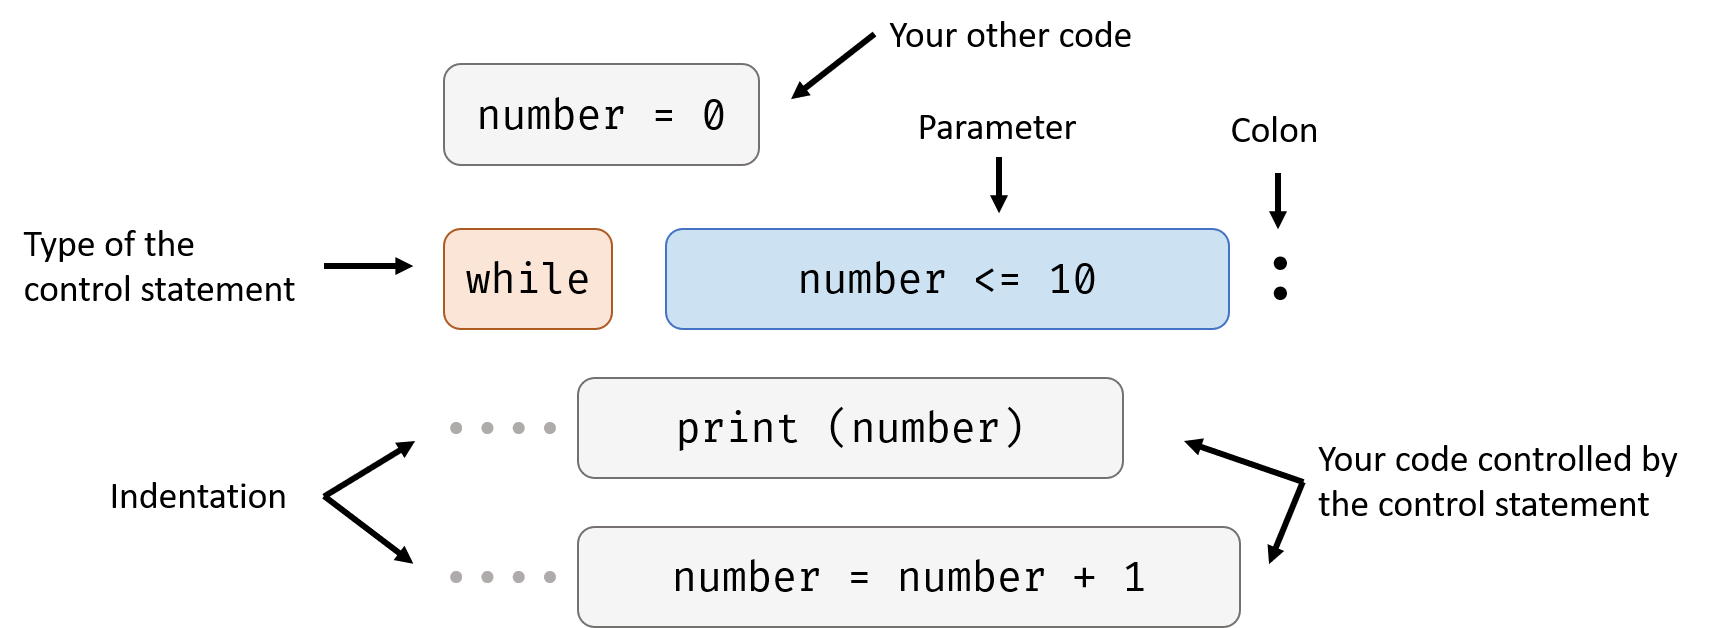 Your other code
number = 0
Parameter
Colon
Type of the
control statement
while
number <= 10
:
print (number)
Indentation
Your code controlled by
the control statement
number = number + 1